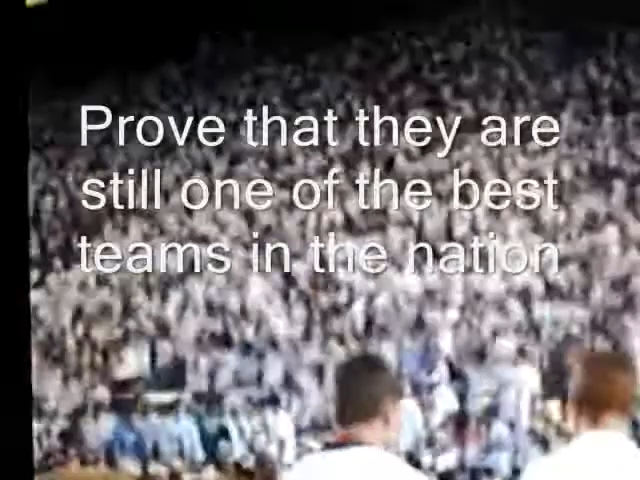 Prove that they are
still one of the best
teams in the nation